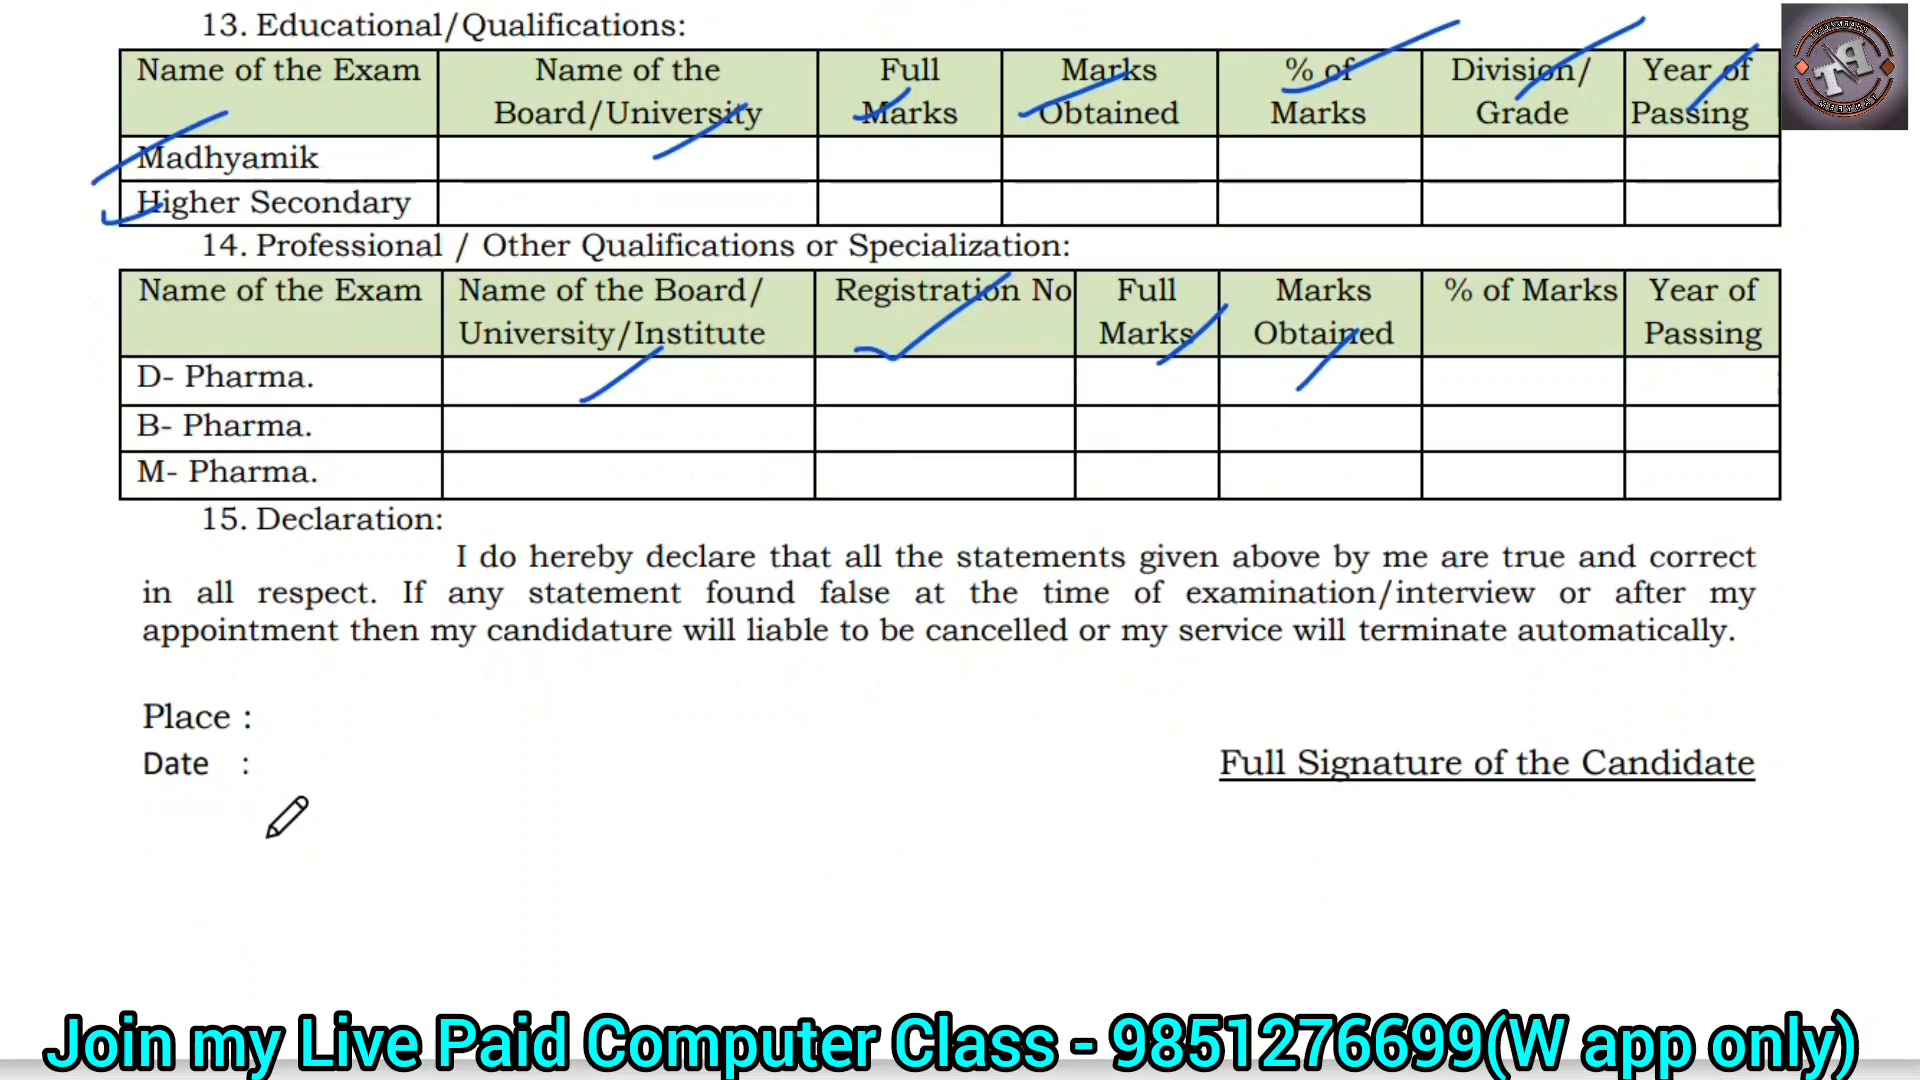 13. Educational/Qualifications:
Name of the Exam
Name of the Board/University
Full Marks
Marks Obtained
% of Marks
Division/ Grade
Year of Passing
Madhyamik
Higher Secondary
14. Professional / Other Qualifications or Specialization:
Name of the Exam
Name of the Board/ University/Institute
Registration No
Full Marks
Marks Obtained
% of Marks
Year of Passing
D- Pharma.
B- Pharma.
M- Pharma.
15. Declaration:
I do hereby declare that all the statements given above by me are true and correct
in all respect. If any statement found false at the time of examination/interview or after my
appointment then my candidature will liable to be cancelled or my service will terminate automatically.
Place :
Date :
Full Signature of the Candidate
Join my Live Paid Computer Class - 9851276699(W app only)